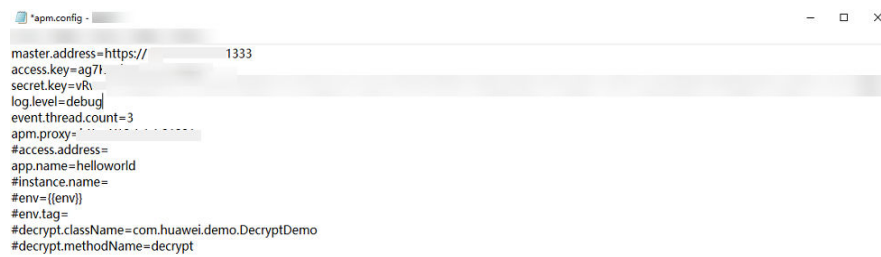 *apm.config -
master.address=https:// 1333
access.key=ag7
secret.key=vR
log.level=debug
event.thread.count=3
apm.proxy=
#access.address=
app.name=helloworld
#instance.name=
#env={{env}}
#env.tag=
#decrypt.className=com.huawei.demo.DecryptDemo
#decrypt.methodName=decrypt